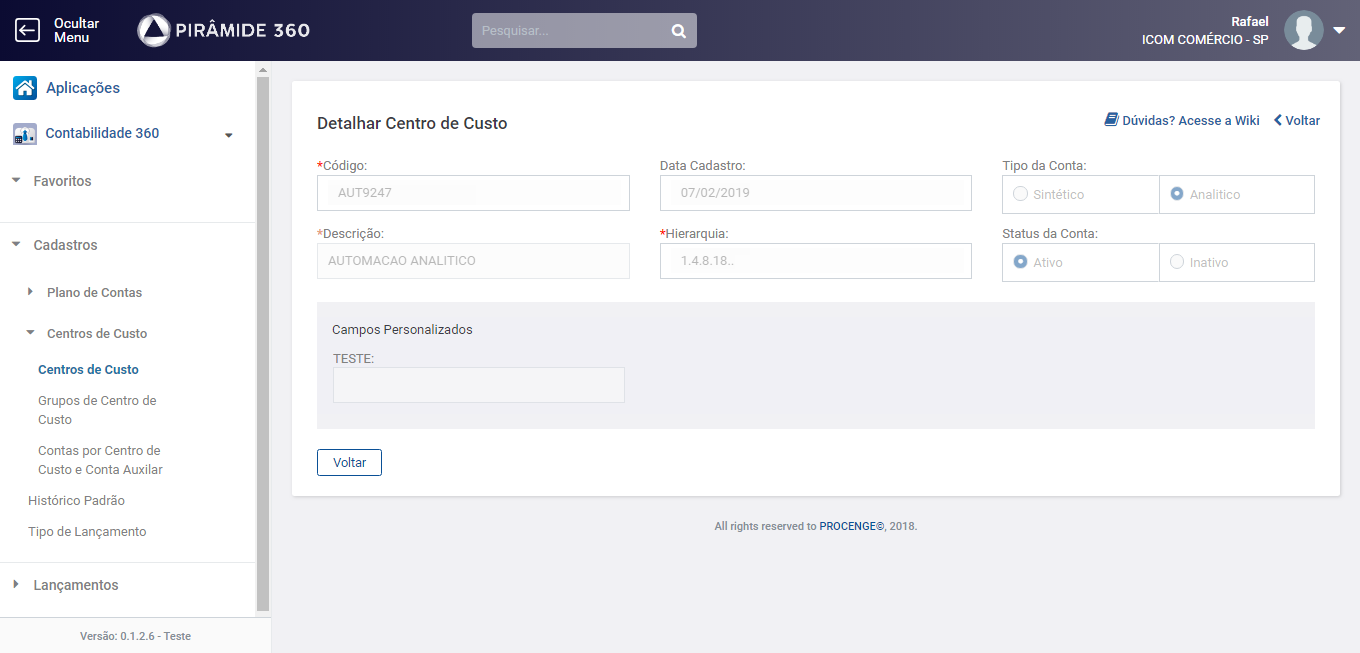 Ocultar
Menu
PIRÂMIDE 360
Pesquisar...
Rafael
ICOM COMÉRCIO - SP
Aplicações
Contabilidade 360
Favoritos
Cadastros
Plano de Contas
Centros de Custo
Centros de Custo
Grupos de Centro de
Custo
Contas por Centro de
Custo e Conta Auxilar
Histórico Padrão
Tipo de Lançamento
Lançamentos
Versão: 0.1.2.6 - Teste
Detalhar Centro de Custo
Dúvidas? Acesse a Wiki
Voltar
*Código:
AUT9247
Data Cadastro:
07/02/2019
Tipo da Conta:
Sintético
Analitico
*Descrição:
AUTOMACAO ANALITICO
*Hierarquia:
1.4.8.18..
Status da Conta:
Ativo
Inativo
Campos Personalizados
TESTE:
Voltar
All rights reserved to PROCENGE©, 2018.